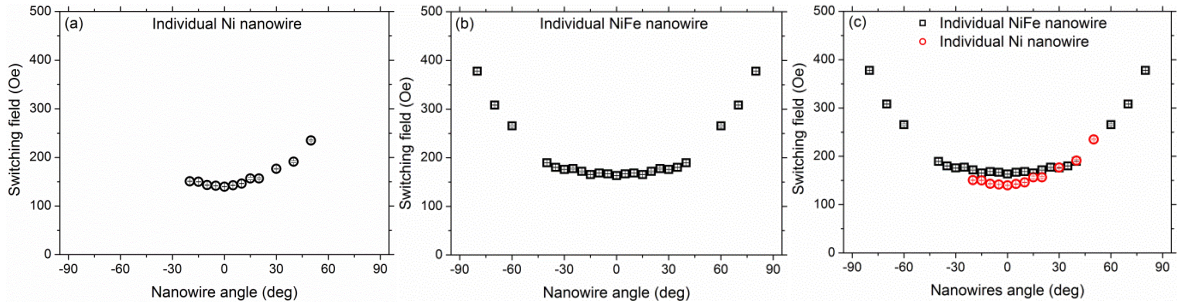 (a) Individual Ni nanowire
500
400
300
200
100
0
Switching field (Oe)
-90 -60 -30 0 30 60 90
Nanowire angle (deg)
(b) Individual NiFe nanowire
500
400
300
200
100
0
Switching field (Oe)
-90 -60 -30 0 30 60 90
Nanowire angle (deg)
(c) Individual NiFe nanowire
Individual Ni nanowire
500
400
300
200
100
0
Switching field (Oe)
-90 -60 -30 0 30 60 90
Nanowires angle (deg)